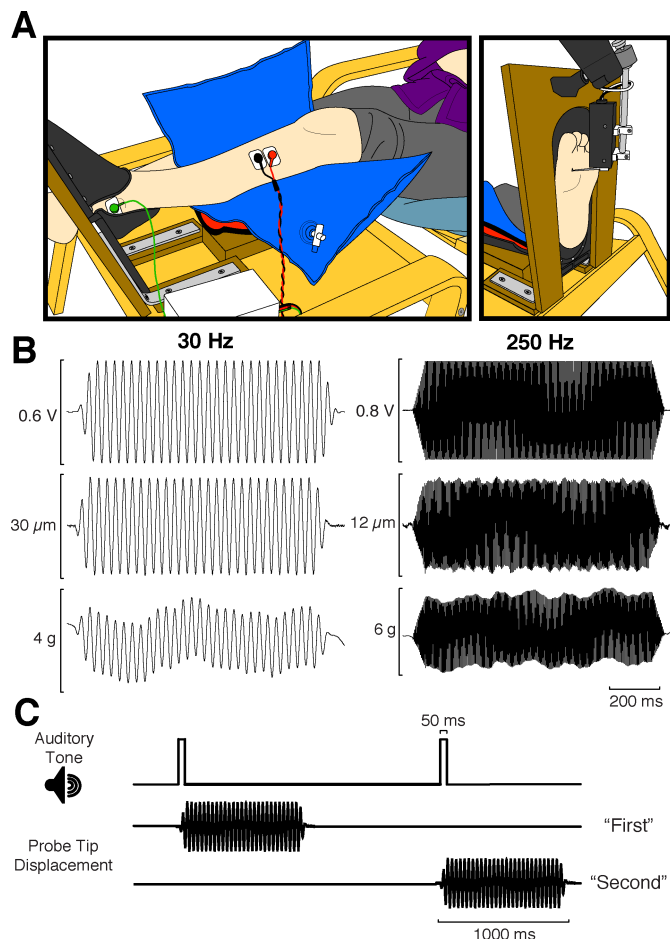 A
B
30 Hz
250 Hz
0.6 V
0.8 V
30 µm
12 µm
4 g
6 g
200 ms
C
50 ms
Auditory
Tone
"First"
Probe Tip
Displacement
"Second"
1000 ms